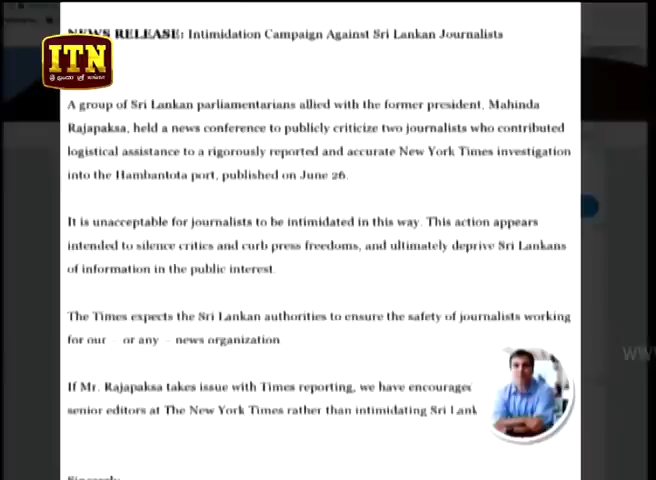 NEWS RELEASE: Intimidation Campaign Against Sri Lankan Journalists
ITN
A group of Sri Lankan parliamentarians allied with the former president, Mahinda
Rajapaksa, held a news conference to publicly criticize two journalists who contributed
logistical assistance to a rigorously reported and accurate New York Times investigation
into the Hambantota port, published on June 26.
It is unacceptable for journalists to be intimidated in this way. This action appears
intended to silence critics and curb press freedoms, and ultimately deprive Sri Lankans
of information in the public interest.
The Times expects the Sri Lankan authorities to ensure the safety of journalists working
for our – or any – news organization
If Mr. Rajapaksa takes issue with Times reporting, we have encouraged
senior editors at The New York Times rather than intimidating Sri Lank
Sincerely
WW